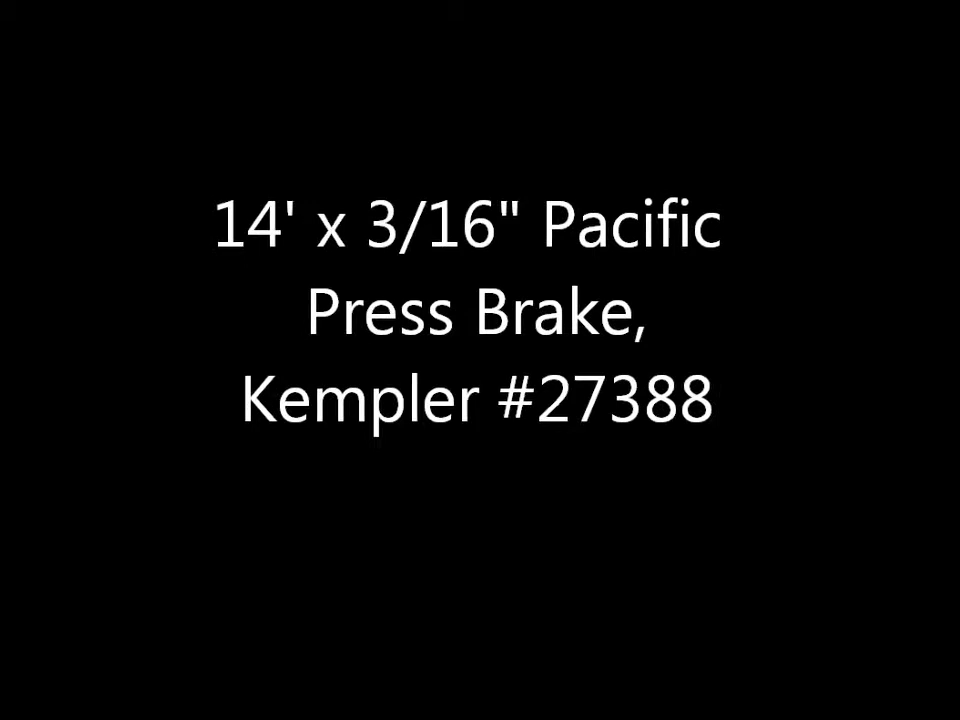 14' x 3/16" Pacific
Press Brake,
Kempler #27388